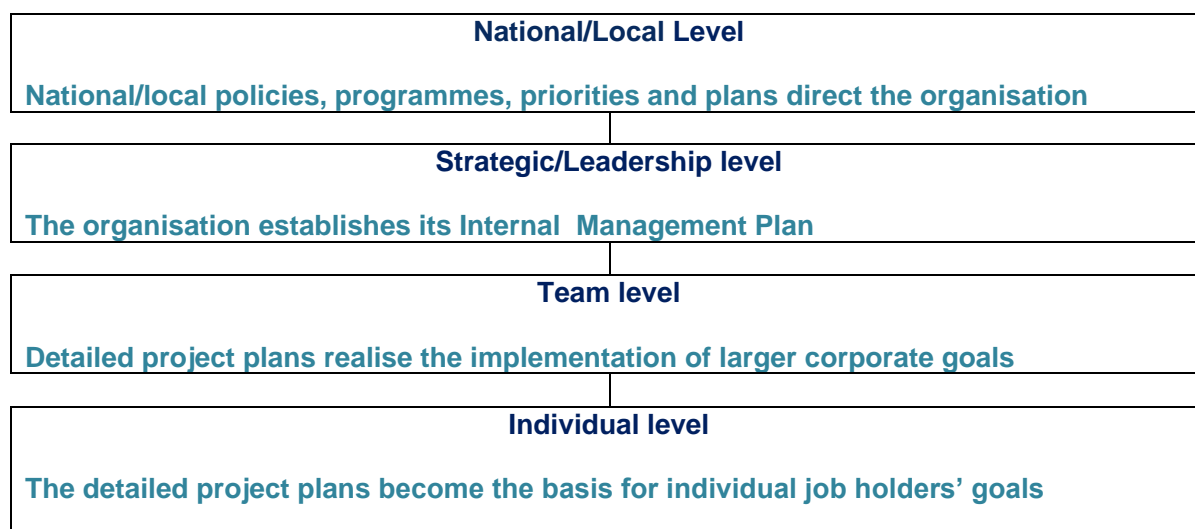 National/Local Level
National/local policies, programmes, priorities and plans direct the organisation
Strategic/Leadership level
The organisation establishes its Internal  Management Plan
Team level
Detailed project plans realise the implementation of larger corporate goals
Individual level
The detailed project plans become the basis for individual job holders’ goals